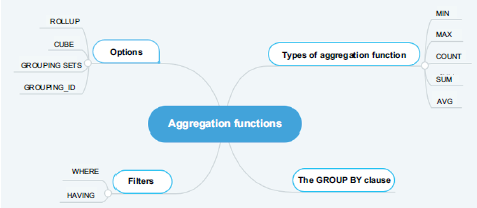 ROLLUP
CUBE
GROUPING SETS
GROUPING_ID
Options
Types of aggregation function
MIN
MAX
COUNT
SUM
AVG
Aggregation functions
WHERE
HAVING
Filters
The GROUP BY clause